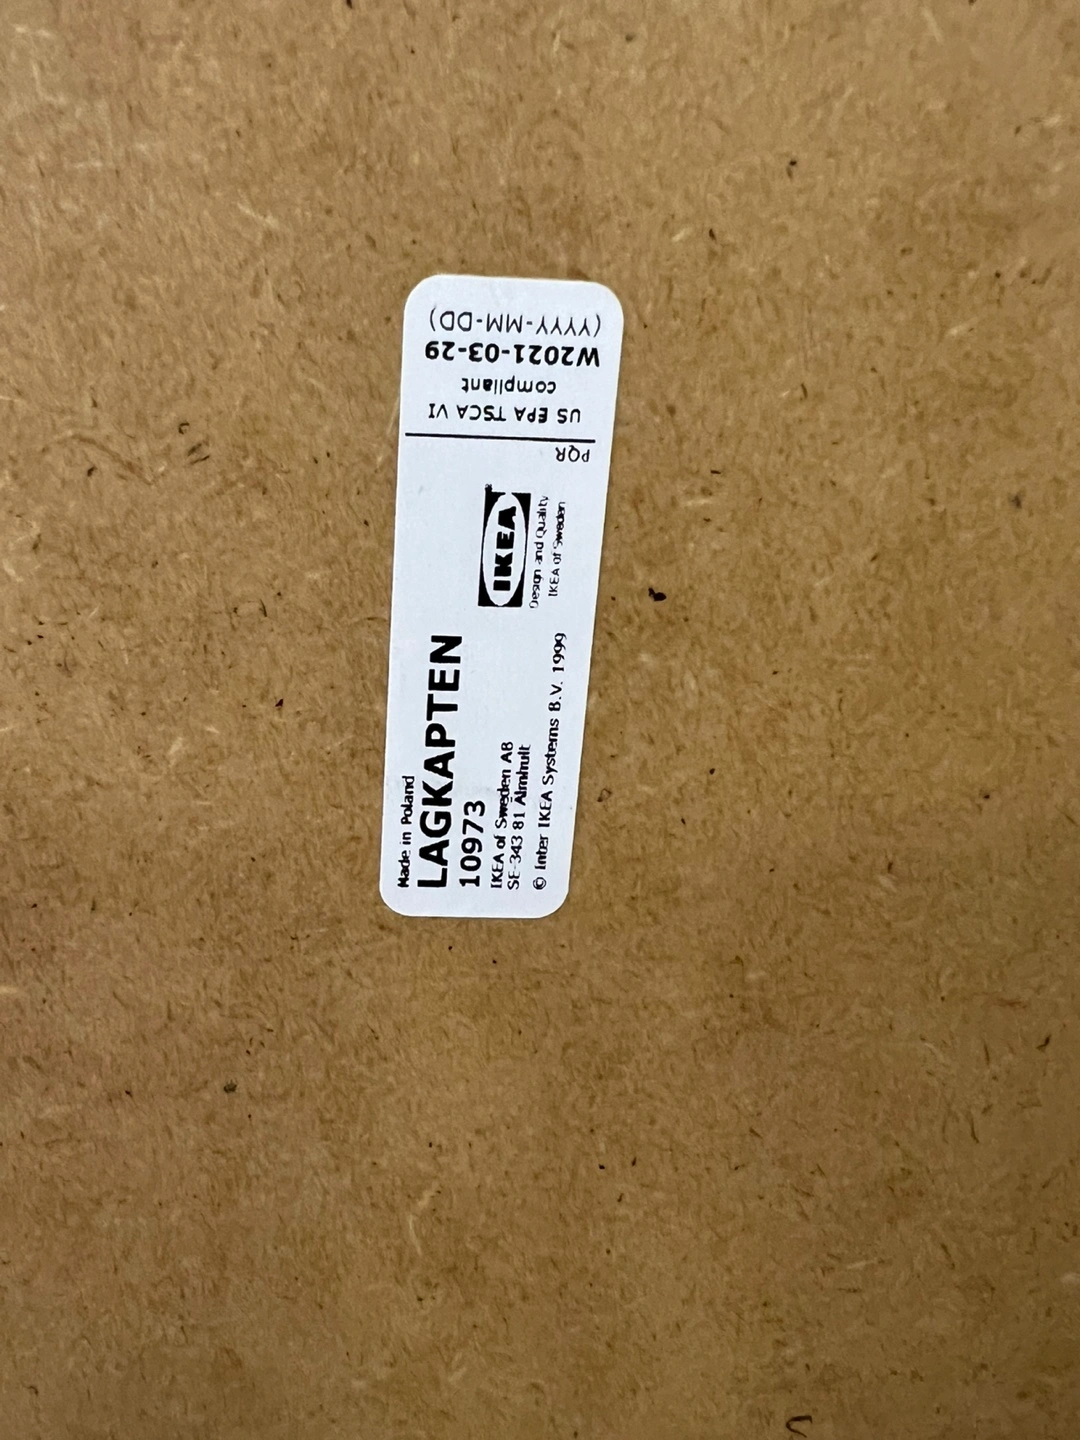 Made in Poland
LAGKAPTEN
10973
IKEA of Sweden AB
SE-343 81 Älmhult
© Inter IKEA Systems B.V. 1999
IKEA®
Design and Quality
IKEA of Sweden
PQR
US EPA TSCA VI
compliant
W2021-03-29
(YYYY-MM-DD)